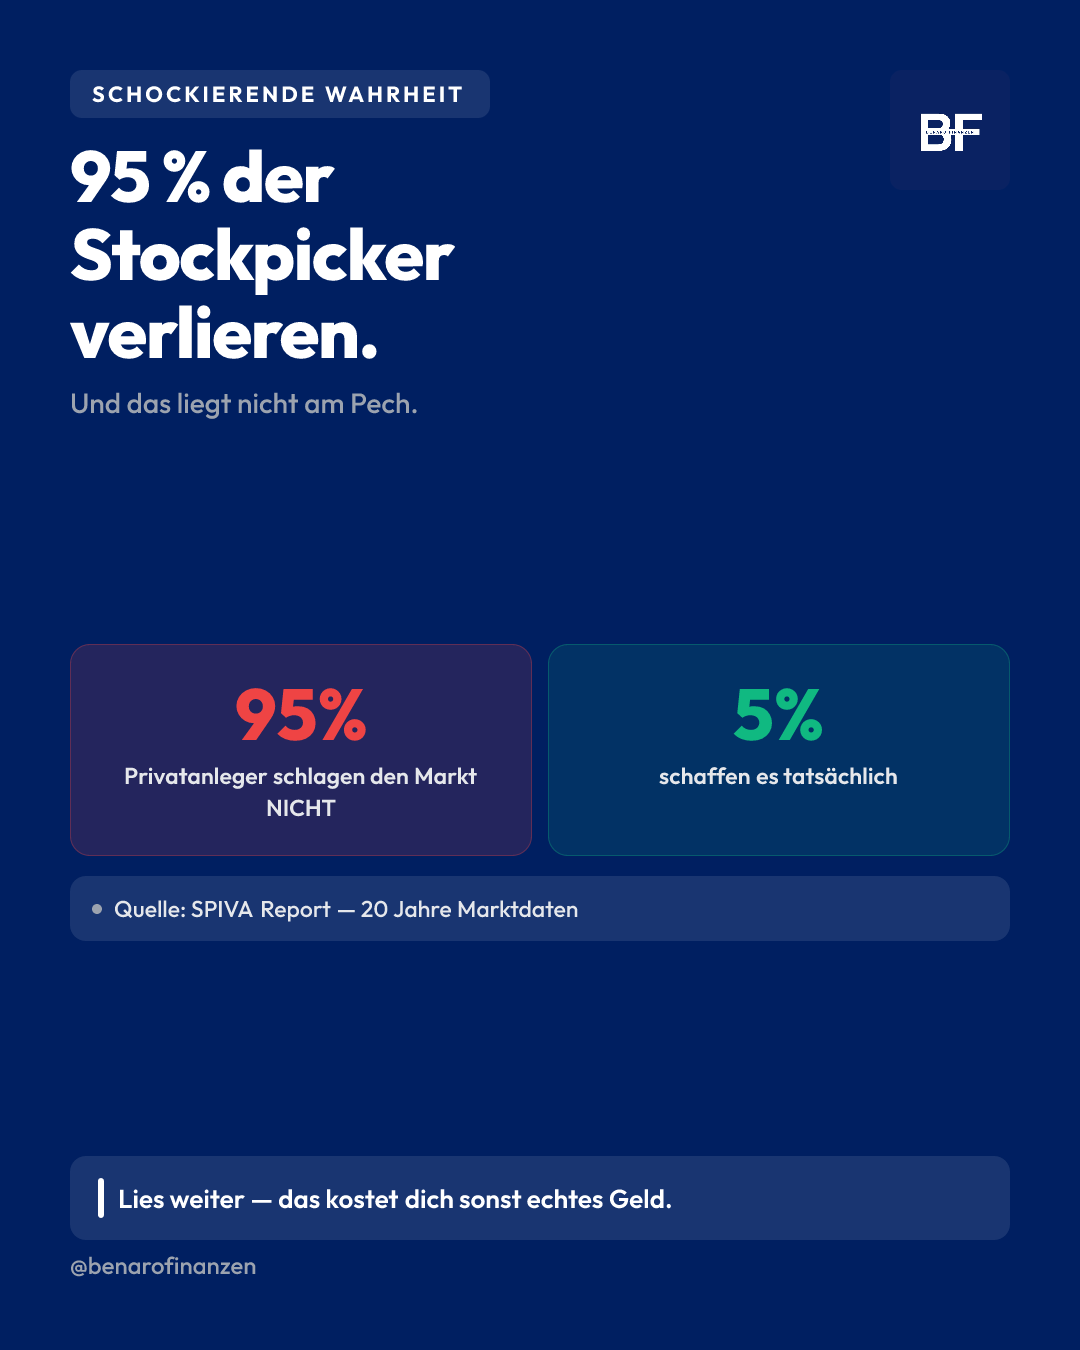 SCHOCKIERENDE WAHRHEIT
BF
95 % der
Stockpicker
verlieren.
Und das liegt nicht am Pech.
95%
Privatanleger schlagen den Markt
NICHT
5%
schaffen es tatsächlich
Quelle: SPIVA Report — 20 Jahre Marktdaten
Lies weiter — das kostet dich sonst echtes Geld.
@benarofinanzen